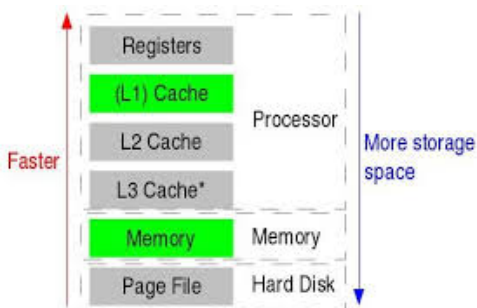 Registers
(L1) Cache
L2 Cache
L3 Cache*
Processor
Memory
Memory
Page File
Hard Disk
Faster
More storage
space